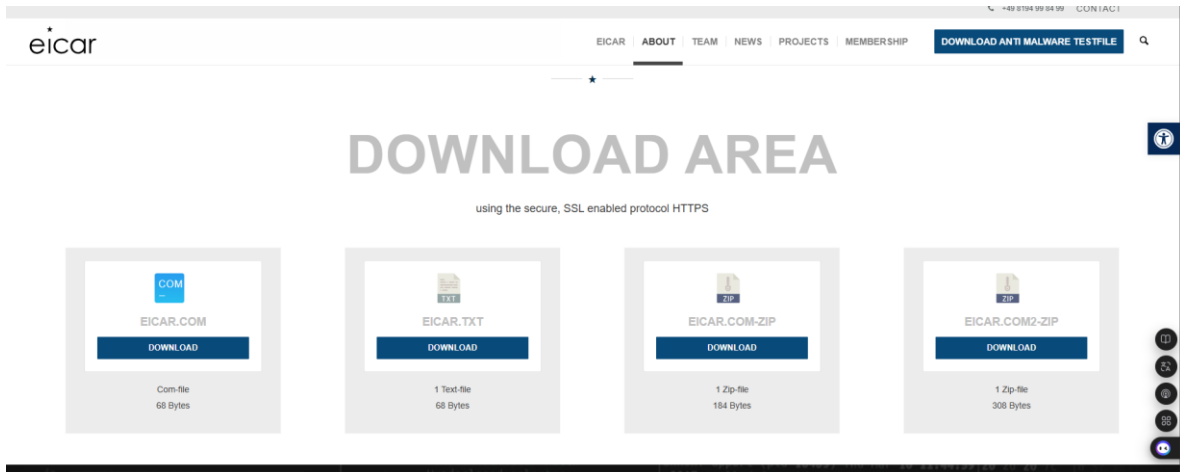 +49 8194 99 84 99 CONTACT
eicar
EICAR ABOUT TEAM NEWS PROJECTS MEMBERSHIP DOWNLOAD ANTI MALWARE TESTFILE
DOWNLOAD AREA
using the secure, SSL enabled protocol HTTPS
COM
EICAR.COM
DOWNLOAD
Com-file
68 Bytes
TXT
EICAR.TXT
DOWNLOAD
1 Text-file
68 Bytes
ZIP
EICAR.COM-ZIP
DOWNLOAD
1 Zip-file
184 Bytes
ZIP
EICAR.COM2-ZIP
DOWNLOAD
1 Zip-file
308 Bytes